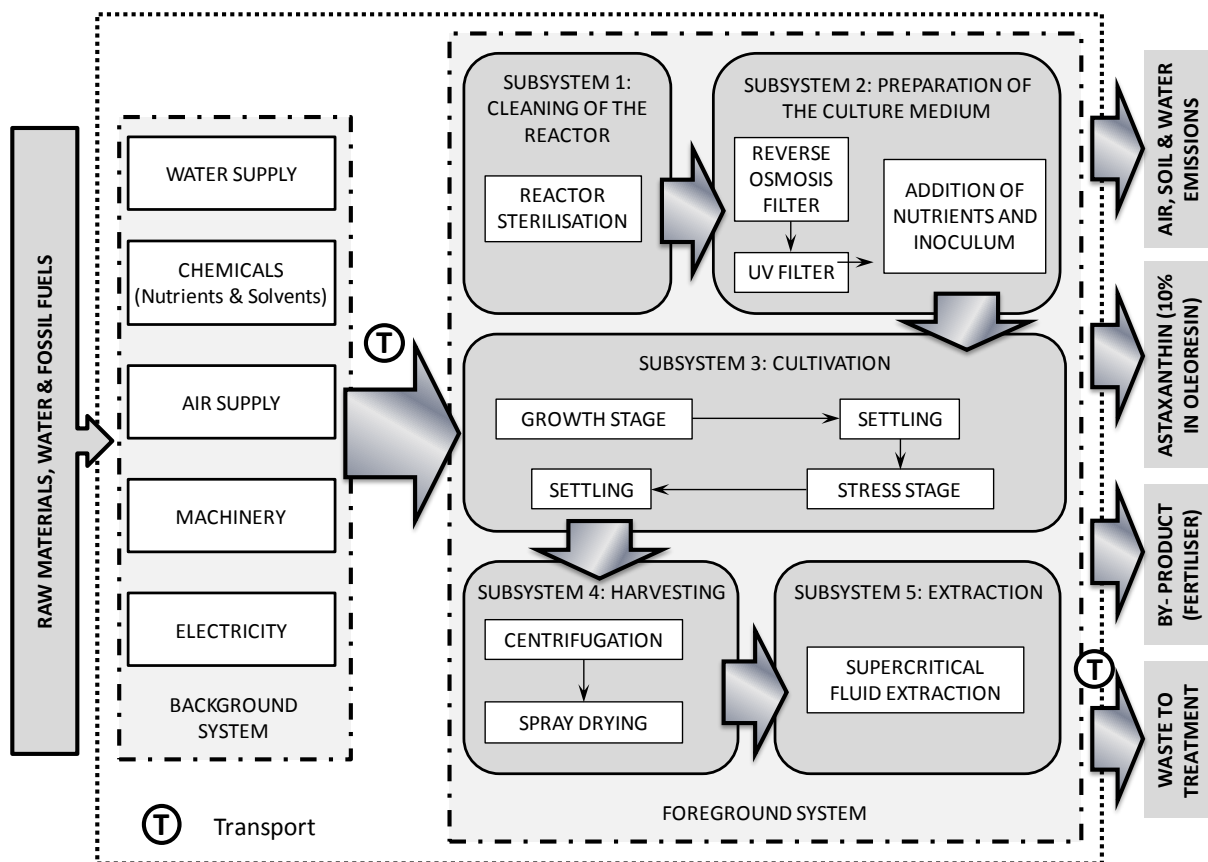 RAW MATERIALS, WATER & FOSSIL FUELS
WATER SUPPLY
CHEMICALS
(Nutrients & Solvents)
AIR SUPPLY
MACHINERY
ELECTRICITY
BACKGROUND
SYSTEM
T
Transport
T
SUBSYSTEM 1:
CLEANING OF THE
REACTOR
REACTOR
STERILISATION
SUBSYSTEM 2: PREPARATION OF
THE CULTURE MEDIUM
REVERSE
OSMOSIS
FILTER
UV FILTER
ADDITION OF
NUTRIENTS AND
INOCULUM
SUBSYSTEM 3: CULTIVATION
GROWTH STAGE
SETTLING
STRESS STAGE
SETTLING
SUBSYSTEM 4: HARVESTING
CENTRIFUGATION
SPRAY DRYING
SUBSYSTEM 5: EXTRACTION
SUPERCRITICAL
FLUID EXTRACTION
FOREGROUND SYSTEM
T
AIR, SOIL & WATER
EMISSIONS
ASTAXANTHIN (10%
IN OLEORESIN)
BY- PRODUCT
(FERTILISER)
WASTE TO
TREATMENT